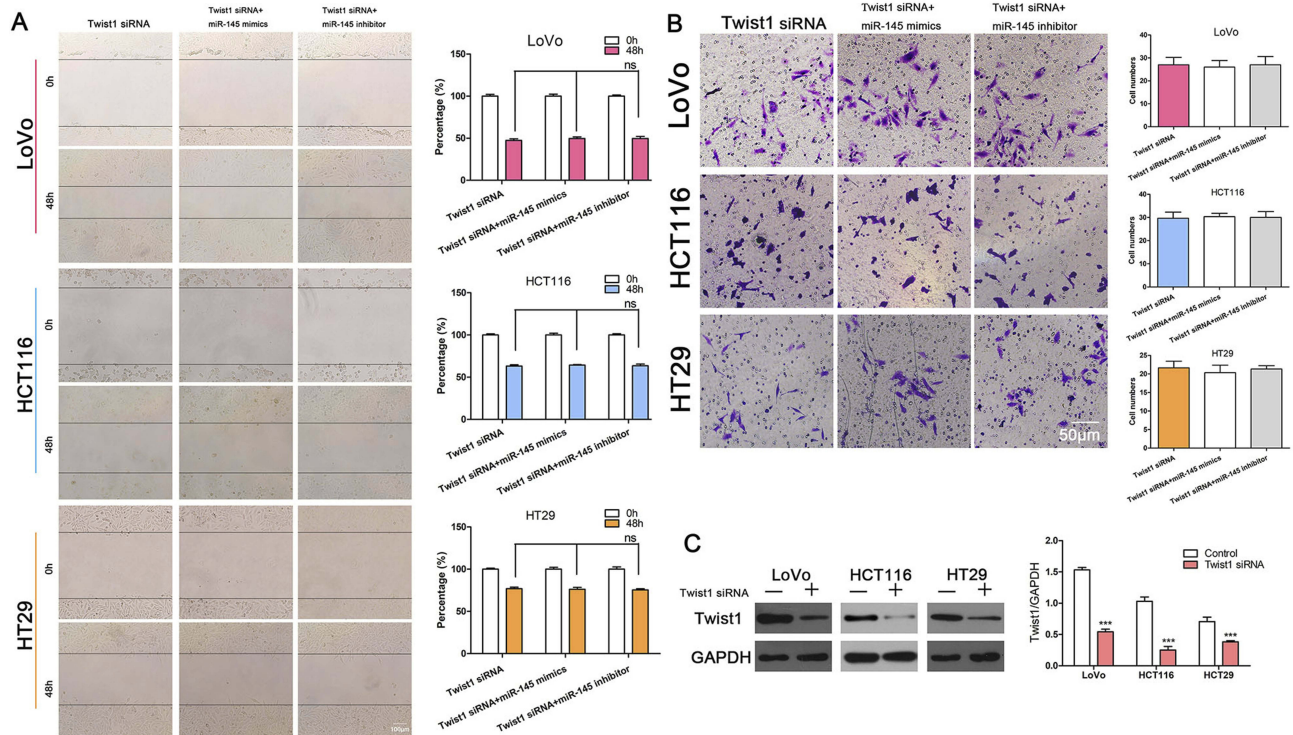 A
Twist1 siRNA
Twist1 siRNA+
miR-145 mimics
Twist1 siRNA+
miR-145 inhibitor
LoVo
0h
48h
HCT116
0h
48h
HT29
0h
48h
100μm
LoVo
0h
48h
ns
Percentage (%)
150
100
50
0
Twist1 siRNA
Twist1 siRNA+miR-145 mimics
Twist1 siRNA+miR-145 inhibitor
HCT116
0h
48h
ns
Percentage (%)
150
100
50
0
Twist1 siRNA
Twist1 siRNA+miR-145 mimics
Twist1 siRNA+miR-145 inhibitor
HT29
0h
48h
ns
Percentage (%)
150
100
50
0
Twist1 siRNA
Twist1 siRNA+miR-145 mimics
Twist1 siRNA+miR-145 inhibitor
B
Twist1 siRNA
Twist1 siRNA+
miR-145 mimics
Twist1 siRNA+
miR-145 inhibitor
LoVo
HCT116
HT29
50μm
LoVo
Cell numbers
40
30
20
10
0
Twist1 siRNA
Twist1 siRNA+miR-145 mimics
Twist1 siRNA+miR-145 inhibitor
HCT116
Cell numbers
40
30
20
10
0
Twist1 siRNA
Twist1 siRNA+miR-145 mimics
Twist1 siRNA+miR-145 inhibitor
HT29
Cell numbers
25
20
15
10
5
0
Twist1 siRNA
Twist1 siRNA+miR-145 mimics
Twist1 siRNA+miR-145 inhibitor
C
LoVo HCT116 HT29
Twist1 siRNA — + — + — +
Twist1
GAPDH
Control
Twist1 siRNA
Twist1/GAPDH
2.0
1.5
1.0
0.5
0.0
***
***
***
LoVo HCT116 HCT29